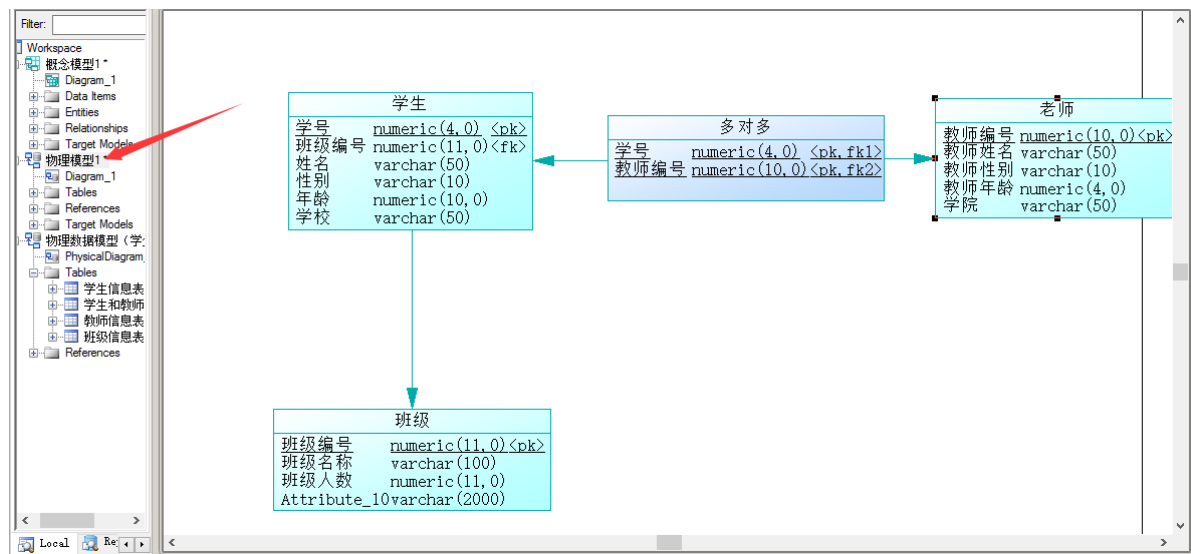 Filter:
Workspace
概念模型1 *
Diagram_1
Data Items
Entities
Relationships
Target Models
物理模型1 *
Diagram_1
Tables
References
Target Models
物理数据模型（学
PhysicalDiagram_
Tables
学生信息表
学生和教师
教师信息表
班级信息表
References
Local
学生
学号 numeric(4,0) <pk>
班级编号 numeric(11,0)<fk>
姓名 varchar(50)
性别 varchar(10)
年龄 numeric(10,0)
学校 varchar(50)
多对多
学号 numeric(4,0) <pk,fk1>
教师编号 numeric(10,0)<pk,fk2>
老师
教师编号 numeric(10,0)<pk>
教师姓名 varchar(50)
教师性别 varchar(10)
教师年龄 numeric(4,0)
学院 varchar(50)
班级
班级编号 numeric(11,0)<pk>
班级名称 varchar(100)
班级人数 numeric(11,0)
Attribute_10varchar(2000)